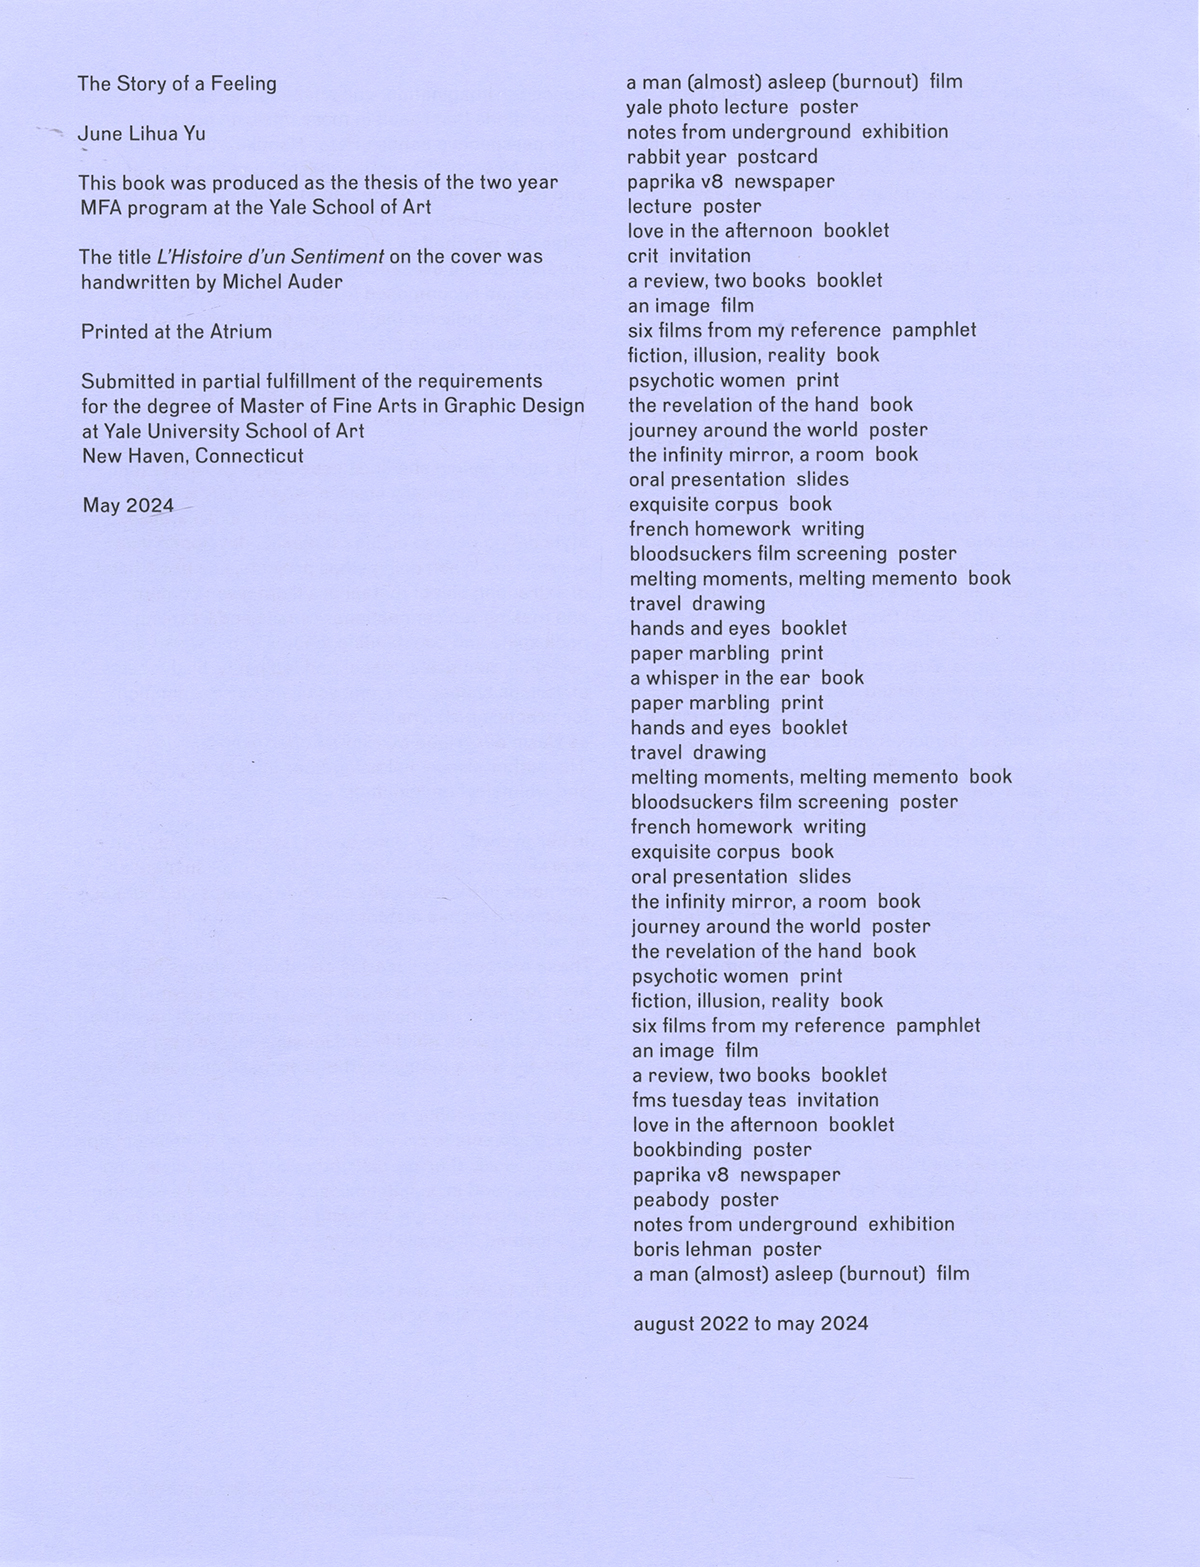 The Story of a Feeling
June Lihua Yu
This book was produced as the thesis of the two year
MFA program at the Yale School of Art
The title L’Histoire d’un Sentiment on the cover was
handwritten by Michel Auder
Printed at the Atrium
Submitted in partial fulfillment of the requirements
for the degree of Master of Fine Arts in Graphic Design
at Yale University School of Art
New Haven, Connecticut
May 2024
a man (almost) asleep (burnout)  film
yale photo lecture  poster
notes from underground  exhibition
rabbit year  postcard
paprika v8  newspaper
lecture  poster
love in the afternoon  booklet
crit  invitation
a review, two books  booklet
an image  film
six films from my reference  pamphlet
fiction, illusion, reality  book
psychotic women  print
the revelation of the hand  book
journey around the world  poster
the infinity mirror, a room  book
oral presentation  slides
exquisite corpus  book
french homework  writing
bloodsuckers film screening  poster
melting moments, melting memento  book
travel  drawing
hands and eyes  booklet
paper marbling  print
a whisper in the ear  book
paper marbling  print
hands and eyes  booklet
travel  drawing
melting moments, melting memento  book
bloodsuckers film screening  poster
french homework  writing
exquisite corpus  book
oral presentation  slides
the infinity mirror, a room  book
journey around the world  poster
the revelation of the hand  book
psychotic women  print
fiction, illusion, reality  book
six films from my reference  pamphlet
an image  film
a review, two books  booklet
fms tuesday teas  invitation
love in the afternoon  booklet
bookbinding  poster
paprika v8  newspaper
peabody  poster
notes from underground  exhibition
boris lehman  poster
a man (almost) asleep (burnout)  film
august 2022 to may 2024